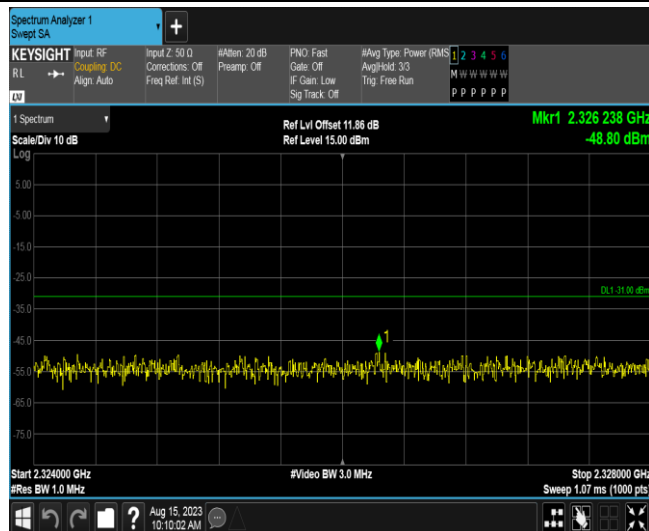 Spectrum Analyzer 1
Swept SA
+
KEYSIGHT
RL
LXI
Input: RF
Coupling: DC
Align: Auto
Input Z: 50 Ω
Corrections: Off
Freq Ref: Int (S)
#Atten: 20 dB
Preamp: Off
PNO: Fast
Gate: Off
IF Gain: Low
Sig Track: Off
#Avg Type: Power (RMS
Avg|Hold: 3/3
Trig: Free Run
1 2 3 4 5 6
M W W W W W
P P P P P P
1 Spectrum
Scale/Div 10 dB
Ref Lvl Offset 11.86 dB
Ref Level 15.00 dBm
Mkr1 2.326 238 GHz
-48.80 dBm
Log
5.00
-5.00
-15.0
-25.0
DL1 -31.00 dBm
-35.0
1
-45.0
-55.0
-65.0
-75.0
Start 2.324000 GHz
#Res BW 1.0 MHz
#Video BW 3.0 MHz
Stop 2.328000 GHz
Sweep 1.07 ms (1000 pts)
?
Aug 15, 2023
10:10:02 AM